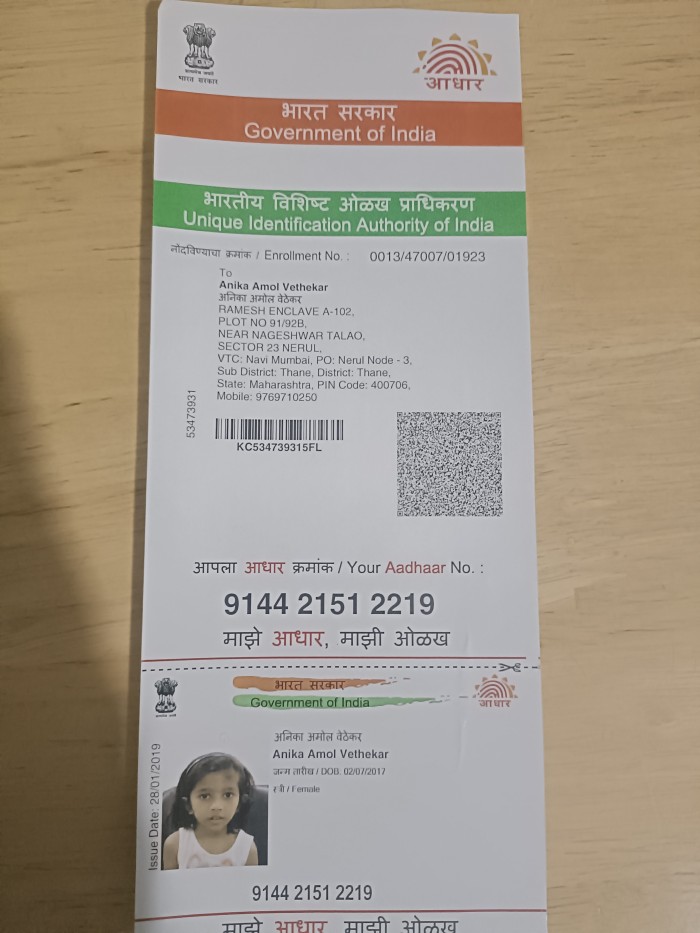 भारत सरकार
आधार
भारत सरकार
Government of India
भारतीय विशिष्ट ओळख प्राधिकरण
Unique Identification Authority of India
नोंदविण्याचा क्रमांक / Enrollment No. : 0013/47007/01923
To
Anika Amol Vethekar
अनिका अमोल वेठेकर
RAMESH ENCLAVE A-102,
PLOT NO 91/92B,
NEAR NAGESHWAR TALAO,
SECTOR 23 NERUL,
VTC: Navi Mumbai, PO: Nerul Node - 3,
Sub District: Thane, District: Thane,
State: Maharashtra, PIN Code: 400706,
Mobile: 9769710250
53473931
KC534739315FL
आपला आधार क्रमांक / Your Aadhaar No. :
9144 2151 2219
माझे आधार, माझी ओळख
भारत सरकार
Government of India
आधार
अनिका अमोल वेठेकर
Anika Amol Vethekar
जन्म तारीख / DOB: 02/07/2017
स्त्री / Female
Issue Date: 28/01/2019
9144 2151 2219
माझे आधार, माझी ओळख